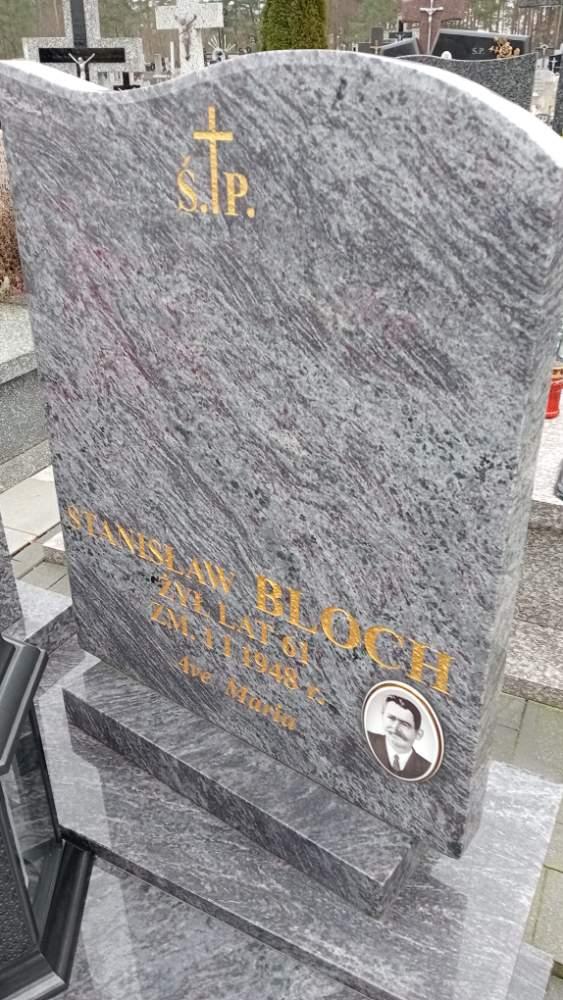 Ś.P.
STANISŁAW BLOCH
ŻYŁ LAT 61
ZM. 1 I 1948 r.
Ave Maria
Ś.P.